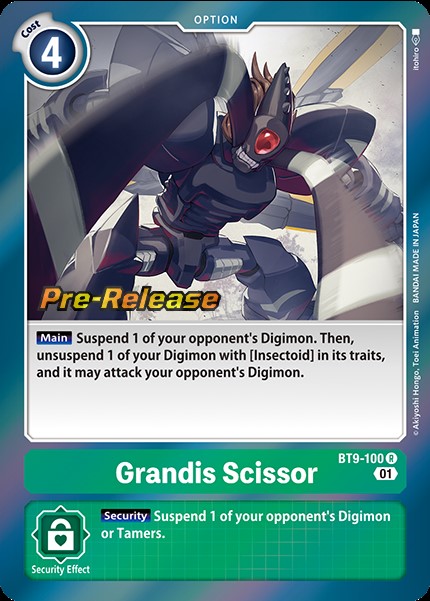 OPTION
Cost
4
itohiro
Pre-Release
Main Suspend 1 of your opponent's Digimon. Then,
unsuspend 1 of your Digimon with [Insectoid] in its traits,
and it may attack your opponent's Digimon.
©Akiyoshi Hongo, Toei Animation BANDAI MADE IN JAPAN
BT9-100 R
Grandis Scissor
01
Security Suspend 1 of your opponent's Digimon
or Tamers.
Security Effect